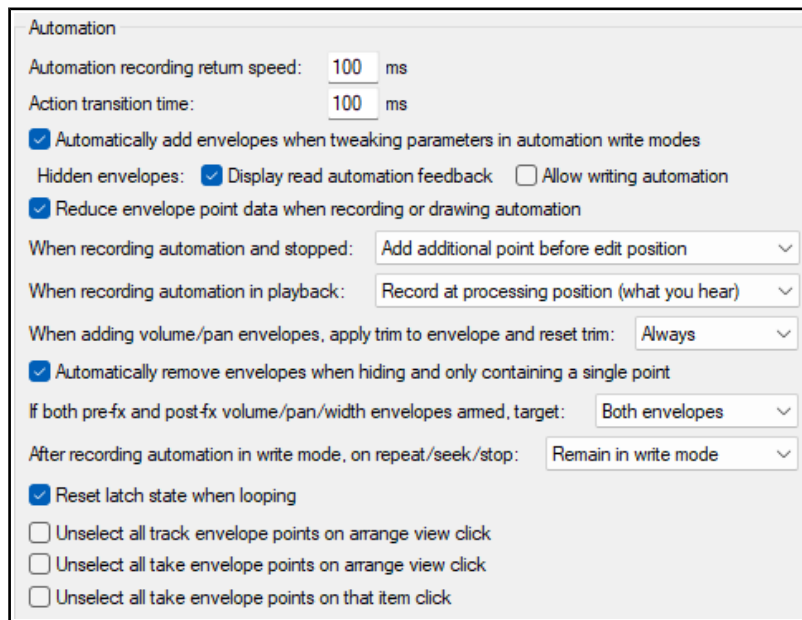 Automation
Automation recording return speed: 100 ms
Action transition time: 100 ms
Automatically add envelopes when tweaking parameters in automation write modes
Hidden envelopes: Display read automation feedback Allow writing automation
Reduce envelope point data when recording or drawing automation
When recording automation and stopped: Add additional point before edit position
When recording automation in playback: Record at processing position (what you hear)
When adding volume/pan envelopes, apply trim to envelope and reset trim: Always
Automatically remove envelopes when hiding and only containing a single point
If both pre-fx and post-fx volume/pan/width envelopes armed, target: Both envelopes
After recording automation in write mode, on repeat/seek/stop: Remain in write mode
Reset latch state when looping
Unselect all track envelope points on arrange view click
Unselect all take envelope points on arrange view click
Unselect all take envelope points on that item click